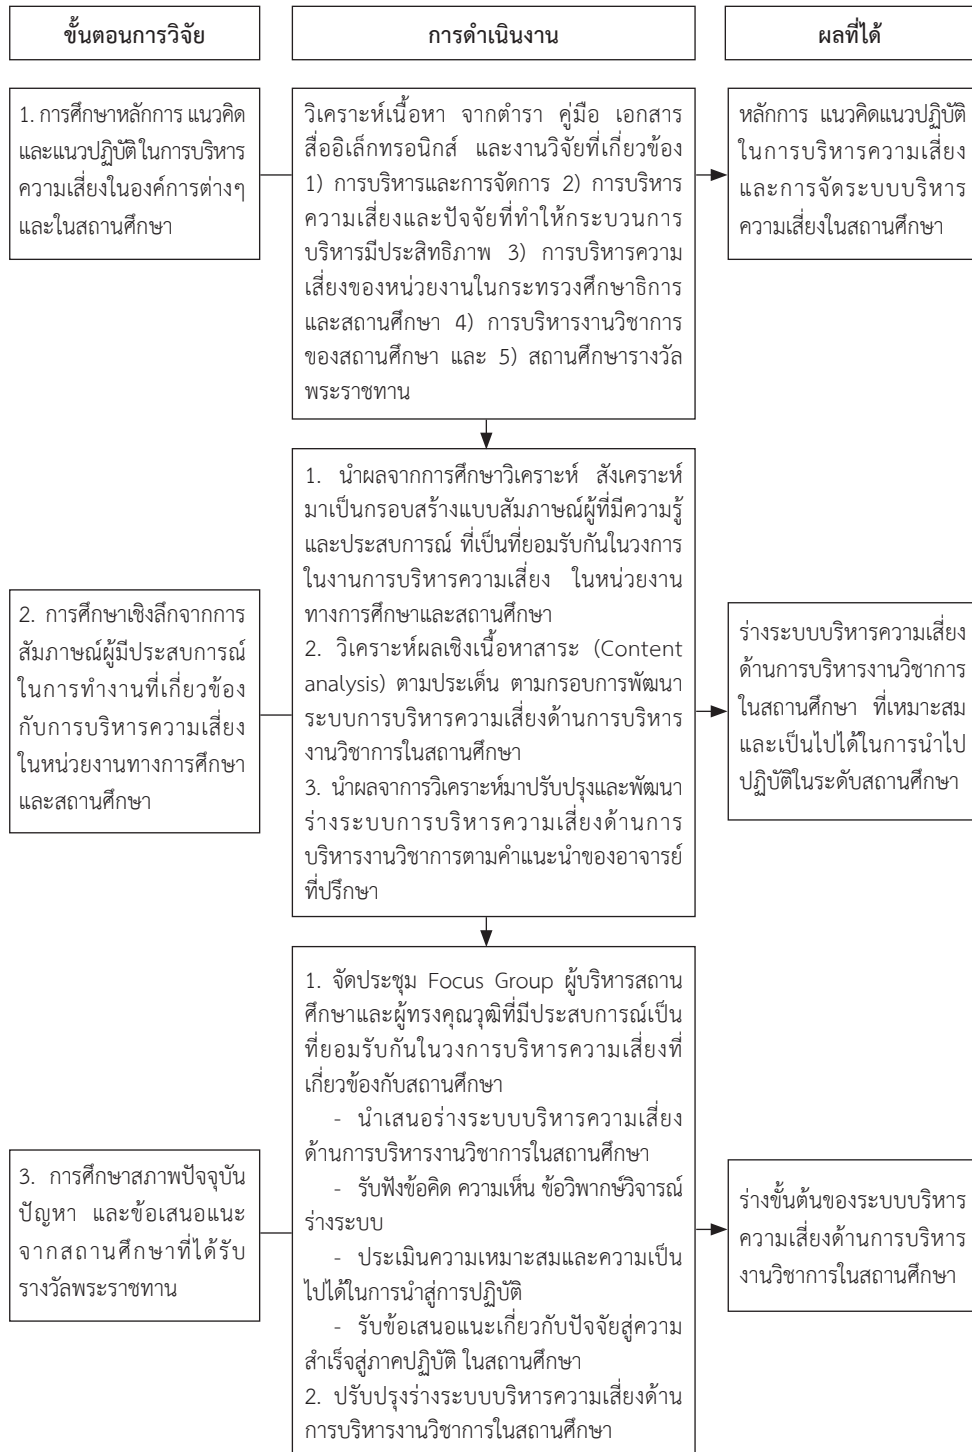 ขั้นตอนการวิจัย
การดำเนินงาน
ผลที่ได้
1. การศึกษาหลักการ แนวคิด
และแนวปฏิบัติ ในการบริหาร
ความเสี่ยงในองค์การต่างๆ
และในสถานศึกษา
วิเคราะห์เนื้อหา จากตำรา คู่มือ เอกสาร
สื่ออิเล็กทรอนิกส์ และงานวิจัยที่เกี่ยวข้อง
1) การบริหารและการจัดการ 2) การบริหาร
ความเสี่ยงและปัจจัยที่ทำให้กระบวนการ
บริหารมีประสิทธิภาพ 3) การบริหารความ
เสี่ยงของหน่วยงานในกระทรวงศึกษาธิการ
และสถานศึกษา 4) การบริหารงานวิชาการ
ของสถานศึกษา และ 5) สถานศึกษารางวัล
พระราชทาน
หลักการ แนวคิดแนวปฏิบัติ
ในการบริหารความเสี่ยง
และการจัดระบบบริหาร
ความเสี่ยงในสถานศึกษา
2. การศึกษาเชิงลึกจากการ
สัมภาษณ์ผู้มีประสบการณ์
ในการทำงานที่เกี่ยวข้อง
กับการบริหารความเสี่ยง
ในหน่วยงานทางการศึกษา
และสถานศึกษา
1. นำผลจากการศึกษาวิเคราะห์ สังเคราะห์
มาเป็นกรอบสร้างแบบสัมภาษณ์ผู้ที่มีความรู้
และประสบการณ์ ที่เป็นที่ยอมรับกันในวงการ
ในงานการบริหารความเสี่ยง ในหน่วยงาน
ทางการศึกษาและสถานศึกษา
2. วิเคราะห์ผลเชิงเนื้อหาสาระ (Content
analysis) ตามประเด็น ตามกรอบการพัฒนา
ระบบการบริหารความเสี่ยงด้านการบริหาร
งานวิชาการในสถานศึกษา
3. นำผลจาการวิเคราะห์มาปรับปรุงและพัฒนา
ร่างระบบการบริหารความเสี่ยงด้านการ
บริหารงานวิชาการตามคำแนะนำของอาจารย์
ที่ปรึกษา
ร่างระบบบริหารความเสี่ยง
ด้านการบริหารงานวิชาการ
ในสถานศึกษา ที่เหมาะสม
และเป็นไปได้ในการนำไป
ปฏิบัติในระดับสถานศึกษา
3. การศึกษาสภาพปัจจุบัน
ปัญหา และข้อเสนอแนะ
จากสถานศึกษาที่ได้รับ
รางวัลพระราชทาน
1. จัดประชุม Focus Group ผู้บริหารสถาน
ศึกษาและผู้ทรงคุณวุฒิที่มีประสบการณ์เป็น
ที่ยอมรับกันในวงการบริหารความเสี่ยงที่
เกี่ยวข้องกับสถานศึกษา
- นำเสนอร่างระบบบริหารความเสี่ยง
ด้านการบริหารงานวิชาการในสถานศึกษา
- รับฟังข้อคิด ความเห็น ข้อวิพากษ์วิจารณ์
ร่างระบบ
- ประเมินความเหมาะสมและความเป็น
ไปได้ในการนำสู่การปฏิบัติ
- รับข้อเสนอแนะเกี่ยวกับปัจจัยสู่ความ
สำเร็จสู่ภาคปฏิบัติ ในสถานศึกษา
2. ปรับปรุงร่างระบบบริหารความเสี่ยงด้าน
การบริหารงานวิชาการในสถานศึกษา
ร่างขั้นต้นของระบบบริหาร
ความเสี่ยงด้านการบริหาร
งานวิชาการในสถานศึกษา